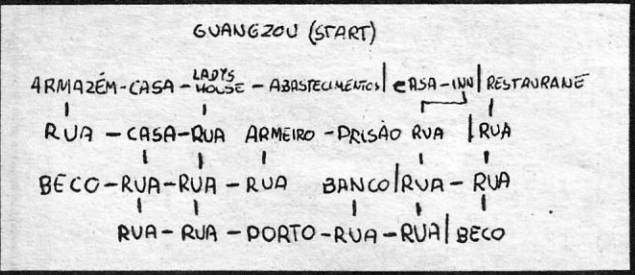 GUANGZOU (START)
ARMAZÉM-CASA-LADYS HOUSE-ABASTECIMENTOS| CASA-INN|RESTAURANE
RUA-CASA-RUA ARMEIRO-PRISÃO RUA |RUA
BECO-RUA-RUA-RUA BANCO|RUA-RUA
RUA-RUA-PORTO-RUA-RUA|BECO